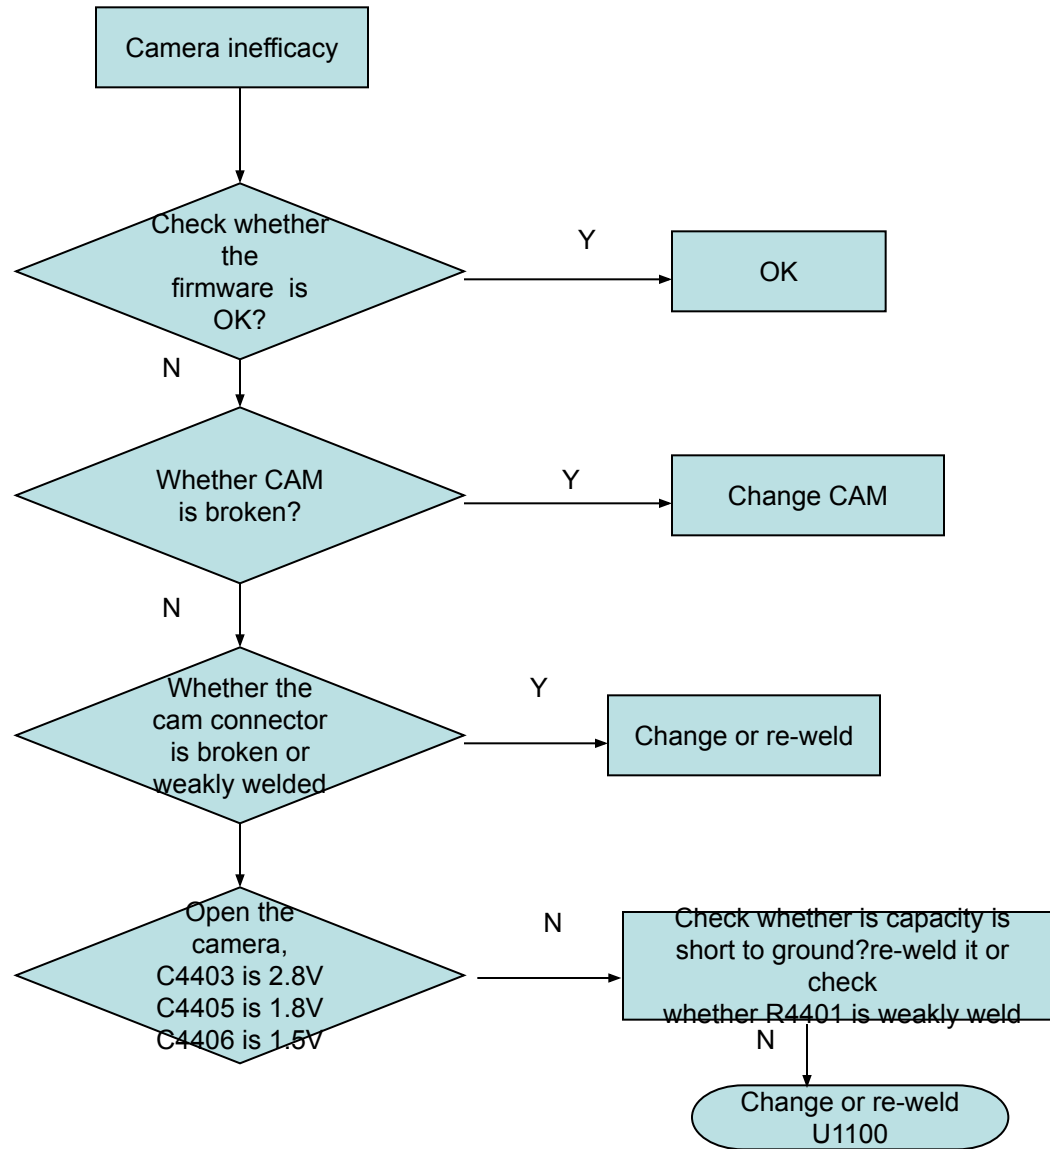 Camera inefficacy
Check whether
the
firmware  is
OK?
Y
OK
N
Whether CAM
is broken?
Y
Change CAM
N
Whether the
cam connector
is broken or
weakly welded
Y
Change or re-weld
Open the
camera,
C4403 is 2.8V
C4405 is 1.8V
C4406 is 1.5V
N
Check whether is capacity is
short to ground?re-weld it or
check
whether R4401 is weakly weld
N
Change or re-weld
U1100